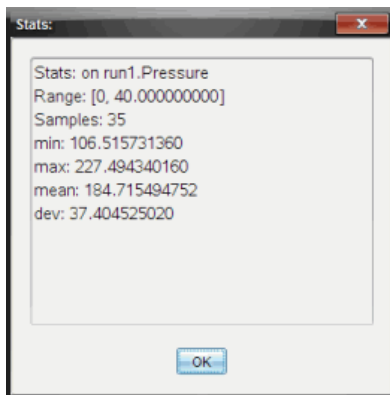 Stats:
Stats: on run1.Pressure
Range: [0, 40.000000000]
Samples: 35
min: 106.515731360
max: 227.494340160
mean: 184.715494752
dev: 37.404525020
OK